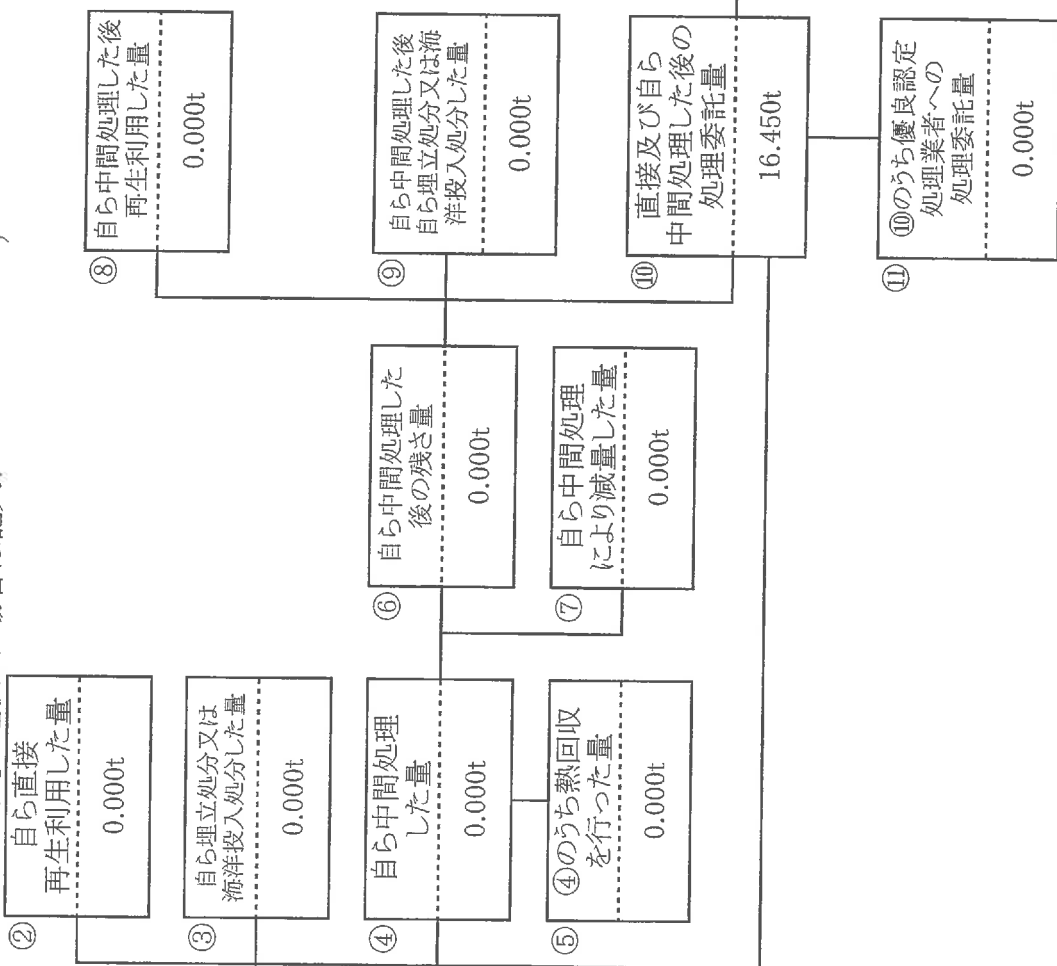 ②
自ら直接
再生利用した量
0.000t
③
自ら埋立処分又は
海洋投入処分した量
0.000t
④
自ら中間処理
した量
0.000t
⑤
④のうち熱回収
を行った量
0.000t
⑥
自ら中間処理した
後の残さ量
0.000t
⑦
自ら中間処理
により減量した量
0.000t
⑧
自ら中間処理した後
再生利用した量
0.000t
⑨
自ら中間処理した後
自ら埋立処分又は海
洋投入処分した量
0.000t
⑩
直接及び自ら
中間処理した後の
処理委託量
16.450t
⑪
⑩のうち優良認定
処理業者への
処理委託量
0.000t